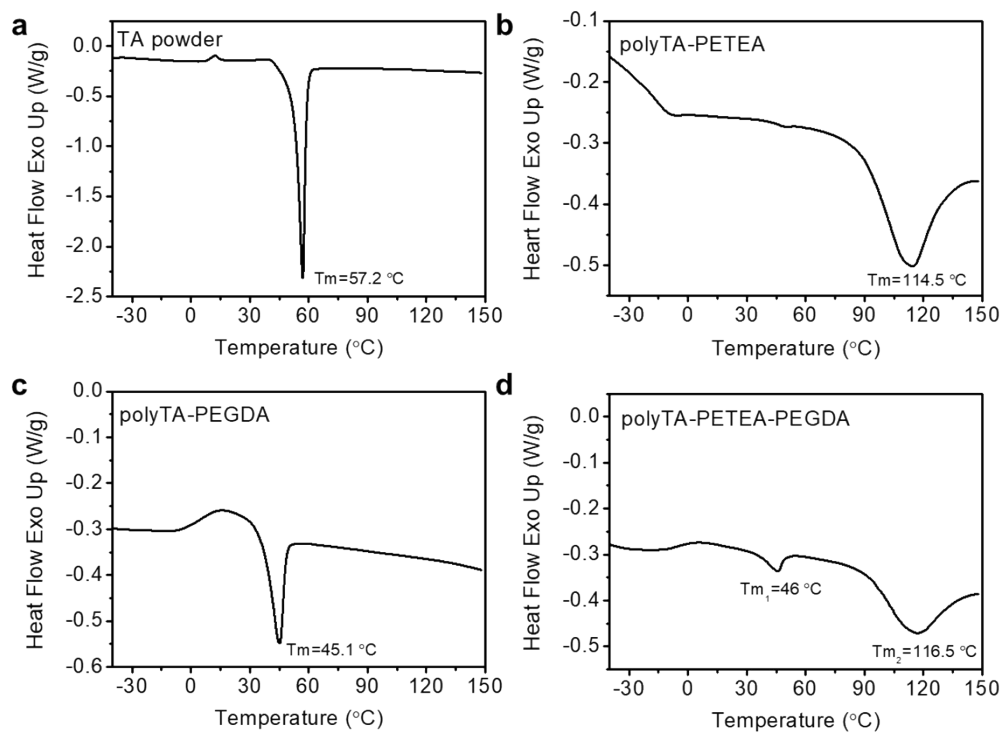 a
TA powder
0.0
-0.5
-1.0
-1.5
-2.0
-2.5
Heat Flow Exo Up (W/g)
Tm=57.2 °C
-30 0 30 60 90 120 150
Temperature (°C)
b
polyTA-PETEA
-0.1
-0.2
-0.3
-0.4
-0.5
Heart Flow Exo Up (W/g)
Tm=114.5 °C
-30 0 30 60 90 120 150
Temperature (°C)
c
polyTA-PEGDA
0.0
-0.1
-0.2
-0.3
-0.4
-0.5
-0.6
Heat Flow Exo Up (W/g)
Tm=45.1 °C
-30 0 30 60 90 120 150
Temperature (°C)
d
polyTA-PETEA-PEGDA
0.0
-0.1
-0.2
-0.3
-0.4
-0.5
Heat Flow Exo Up (W/g)
Tm₁=46 °C
Tm₂=116.5 °C
-30 0 30 60 90 120 150
Temperature (°C)